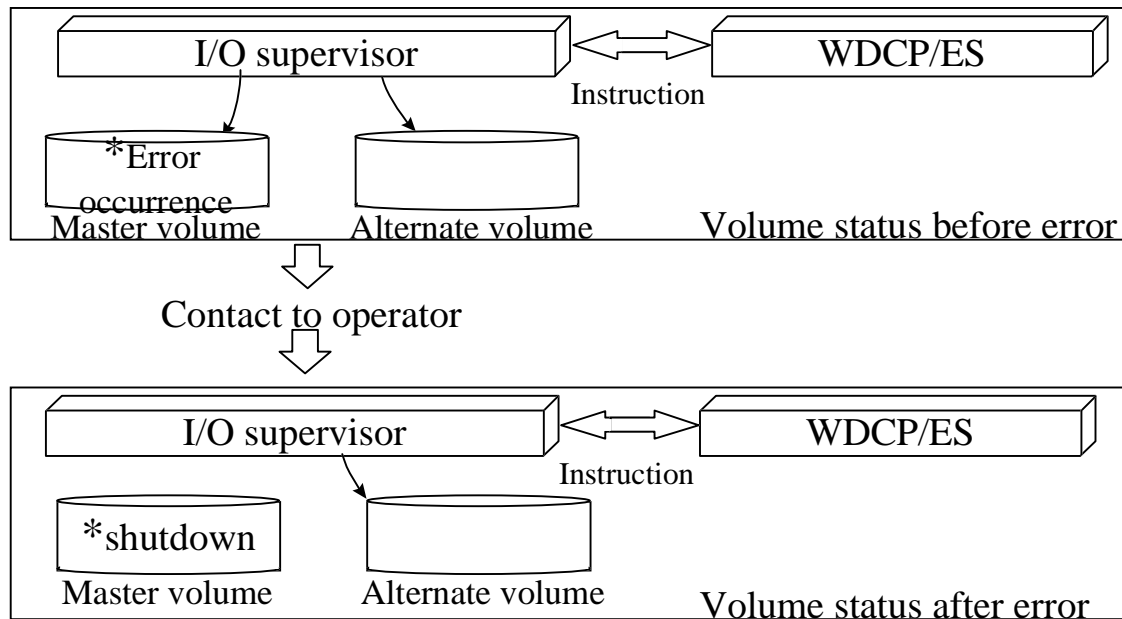 I/O supervisor
WDCP/ES
Instruction
*Error
occurrence
Master volume
Alternate volume
Volume status before error
Contact to operator
I/O supervisor
WDCP/ES
Instruction
*shutdown
Master volume
Alternate volume
Volume status after error